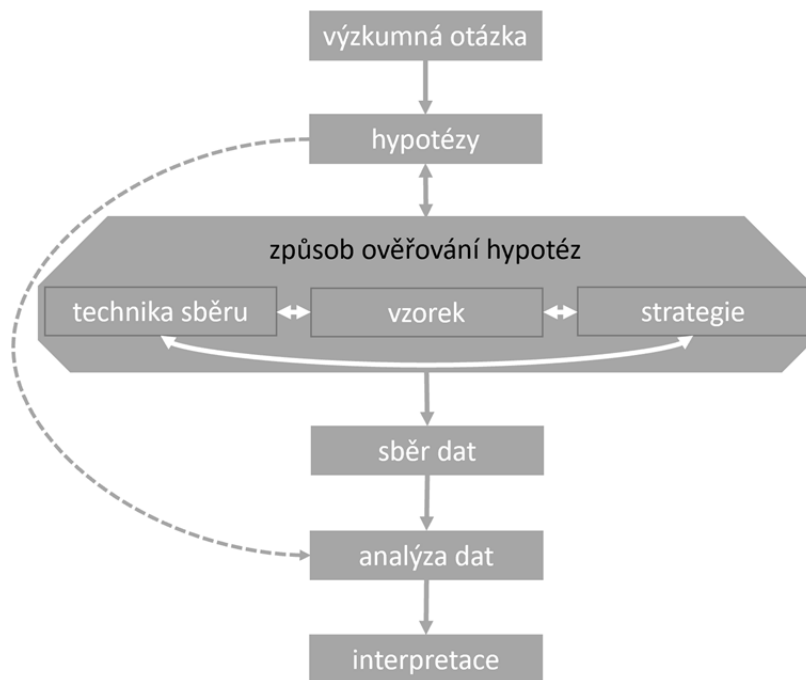 výzkumná otázka
hypotézy
způsob ověřování hypotéz
technika sběru
vzorek
strategie
sběr dat
analýza dat
interpretace